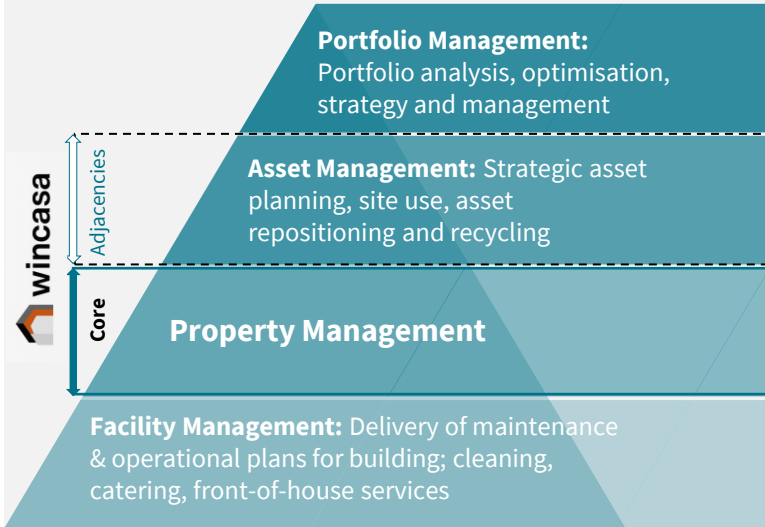 Portfolio Management:
Portfolio analysis, optimisation,
strategy and management
Adjacencies
Asset Management: Strategic asset
planning, site use, asset
repositioning and recycling
wincasa
Core
Property Management
Facility Management: Delivery of maintenance
& operational plans for building; cleaning,
catering, front-of-house services